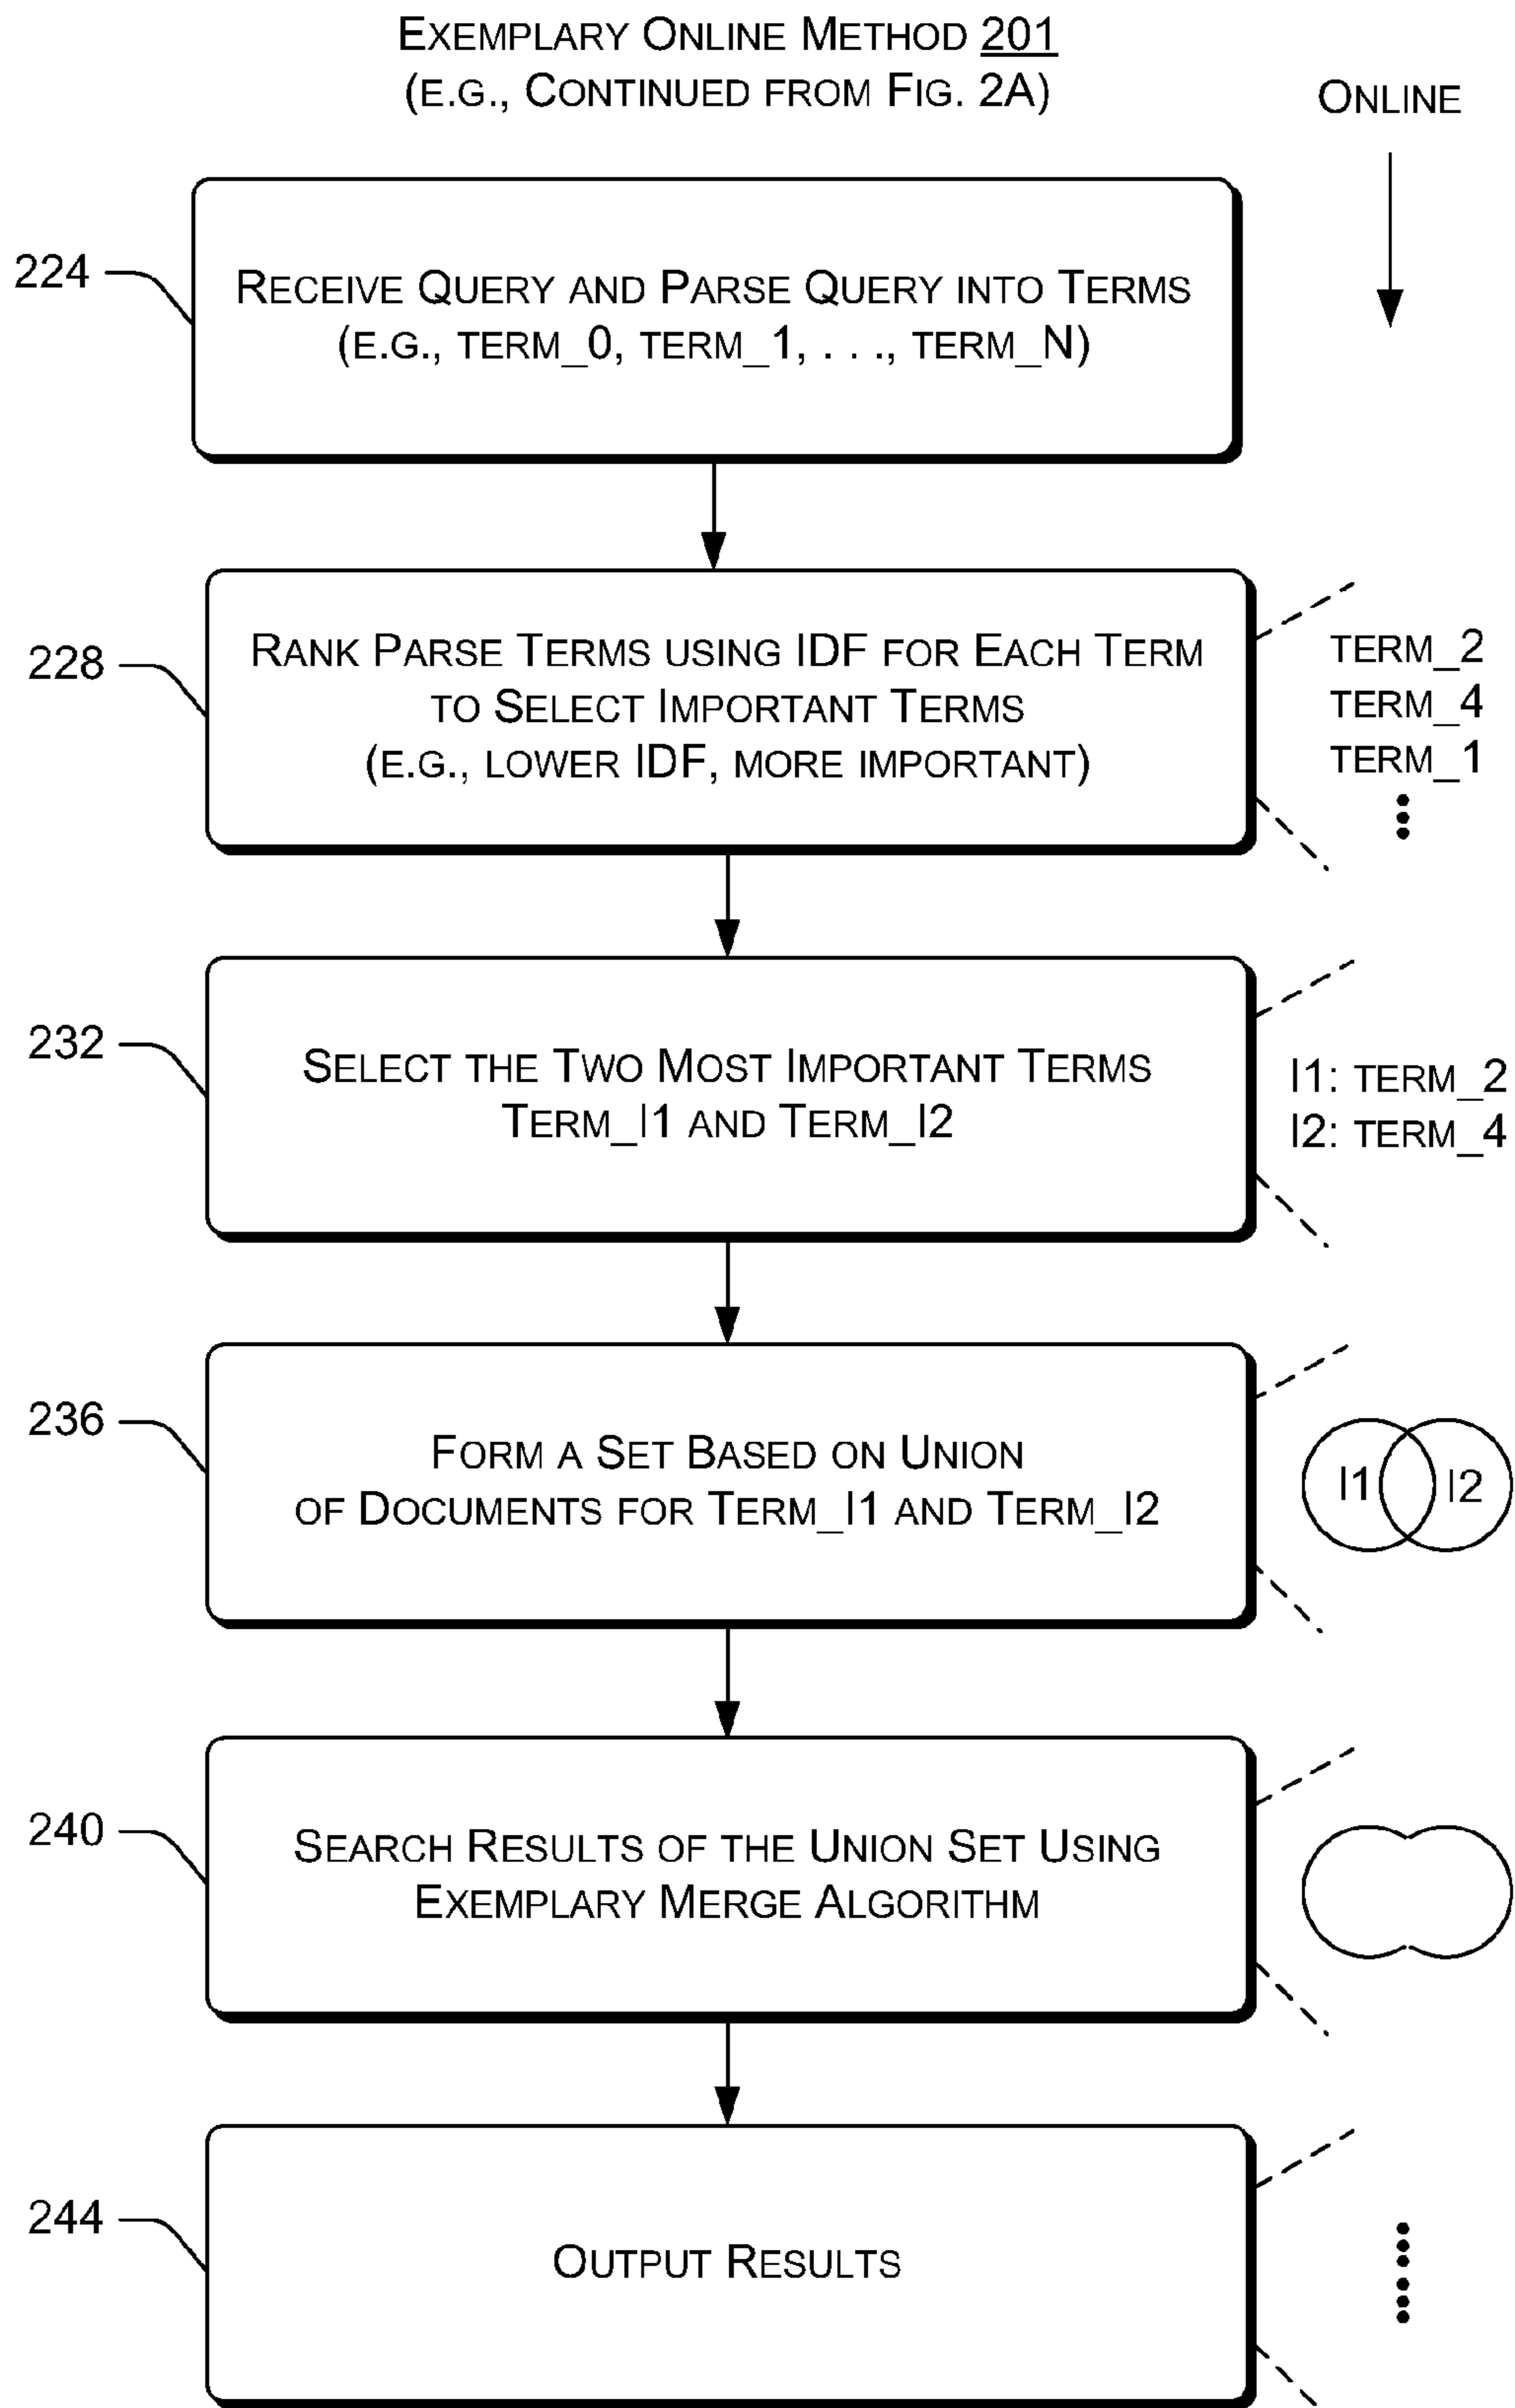 EXEMPLARY ONLINE METHOD 201
(E.G., CONTINUED FROM FIG. 2A)
ONLINE
224
RECEIVE QUERY AND PARSE QUERY INTO TERMS
(E.G., TERM_0, TERM_1, . . ., TERM_N)
228
RANK PARSE TERMS USING IDF FOR EACH TERM
TO SELECT IMPORTANT TERMS
(E.G., LOWER IDF, MORE IMPORTANT)
TERM_2
TERM_4
TERM_1
232
SELECT THE TWO MOST IMPORTANT TERMS
TERM_I1 AND TERM_I2
I1: TERM_2
I2: TERM_4
236
FORM A SET BASED ON UNION
OF DOCUMENTS FOR TERM_I1 AND TERM_I2
I1 I2
240
SEARCH RESULTS OF THE UNION SET USING
EXEMPLARY MERGE ALGORITHM
244
OUTPUT RESULTS